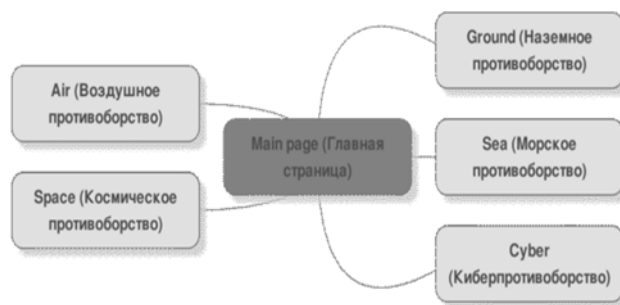 Air (Воздушное
противоборство)
Space (Космическое
противоборство)
Main page (Главная
страница)
Ground (Наземное
противоборство)
Sea (Морское
противоборство)
Cyber
(Киберпротивоборство)